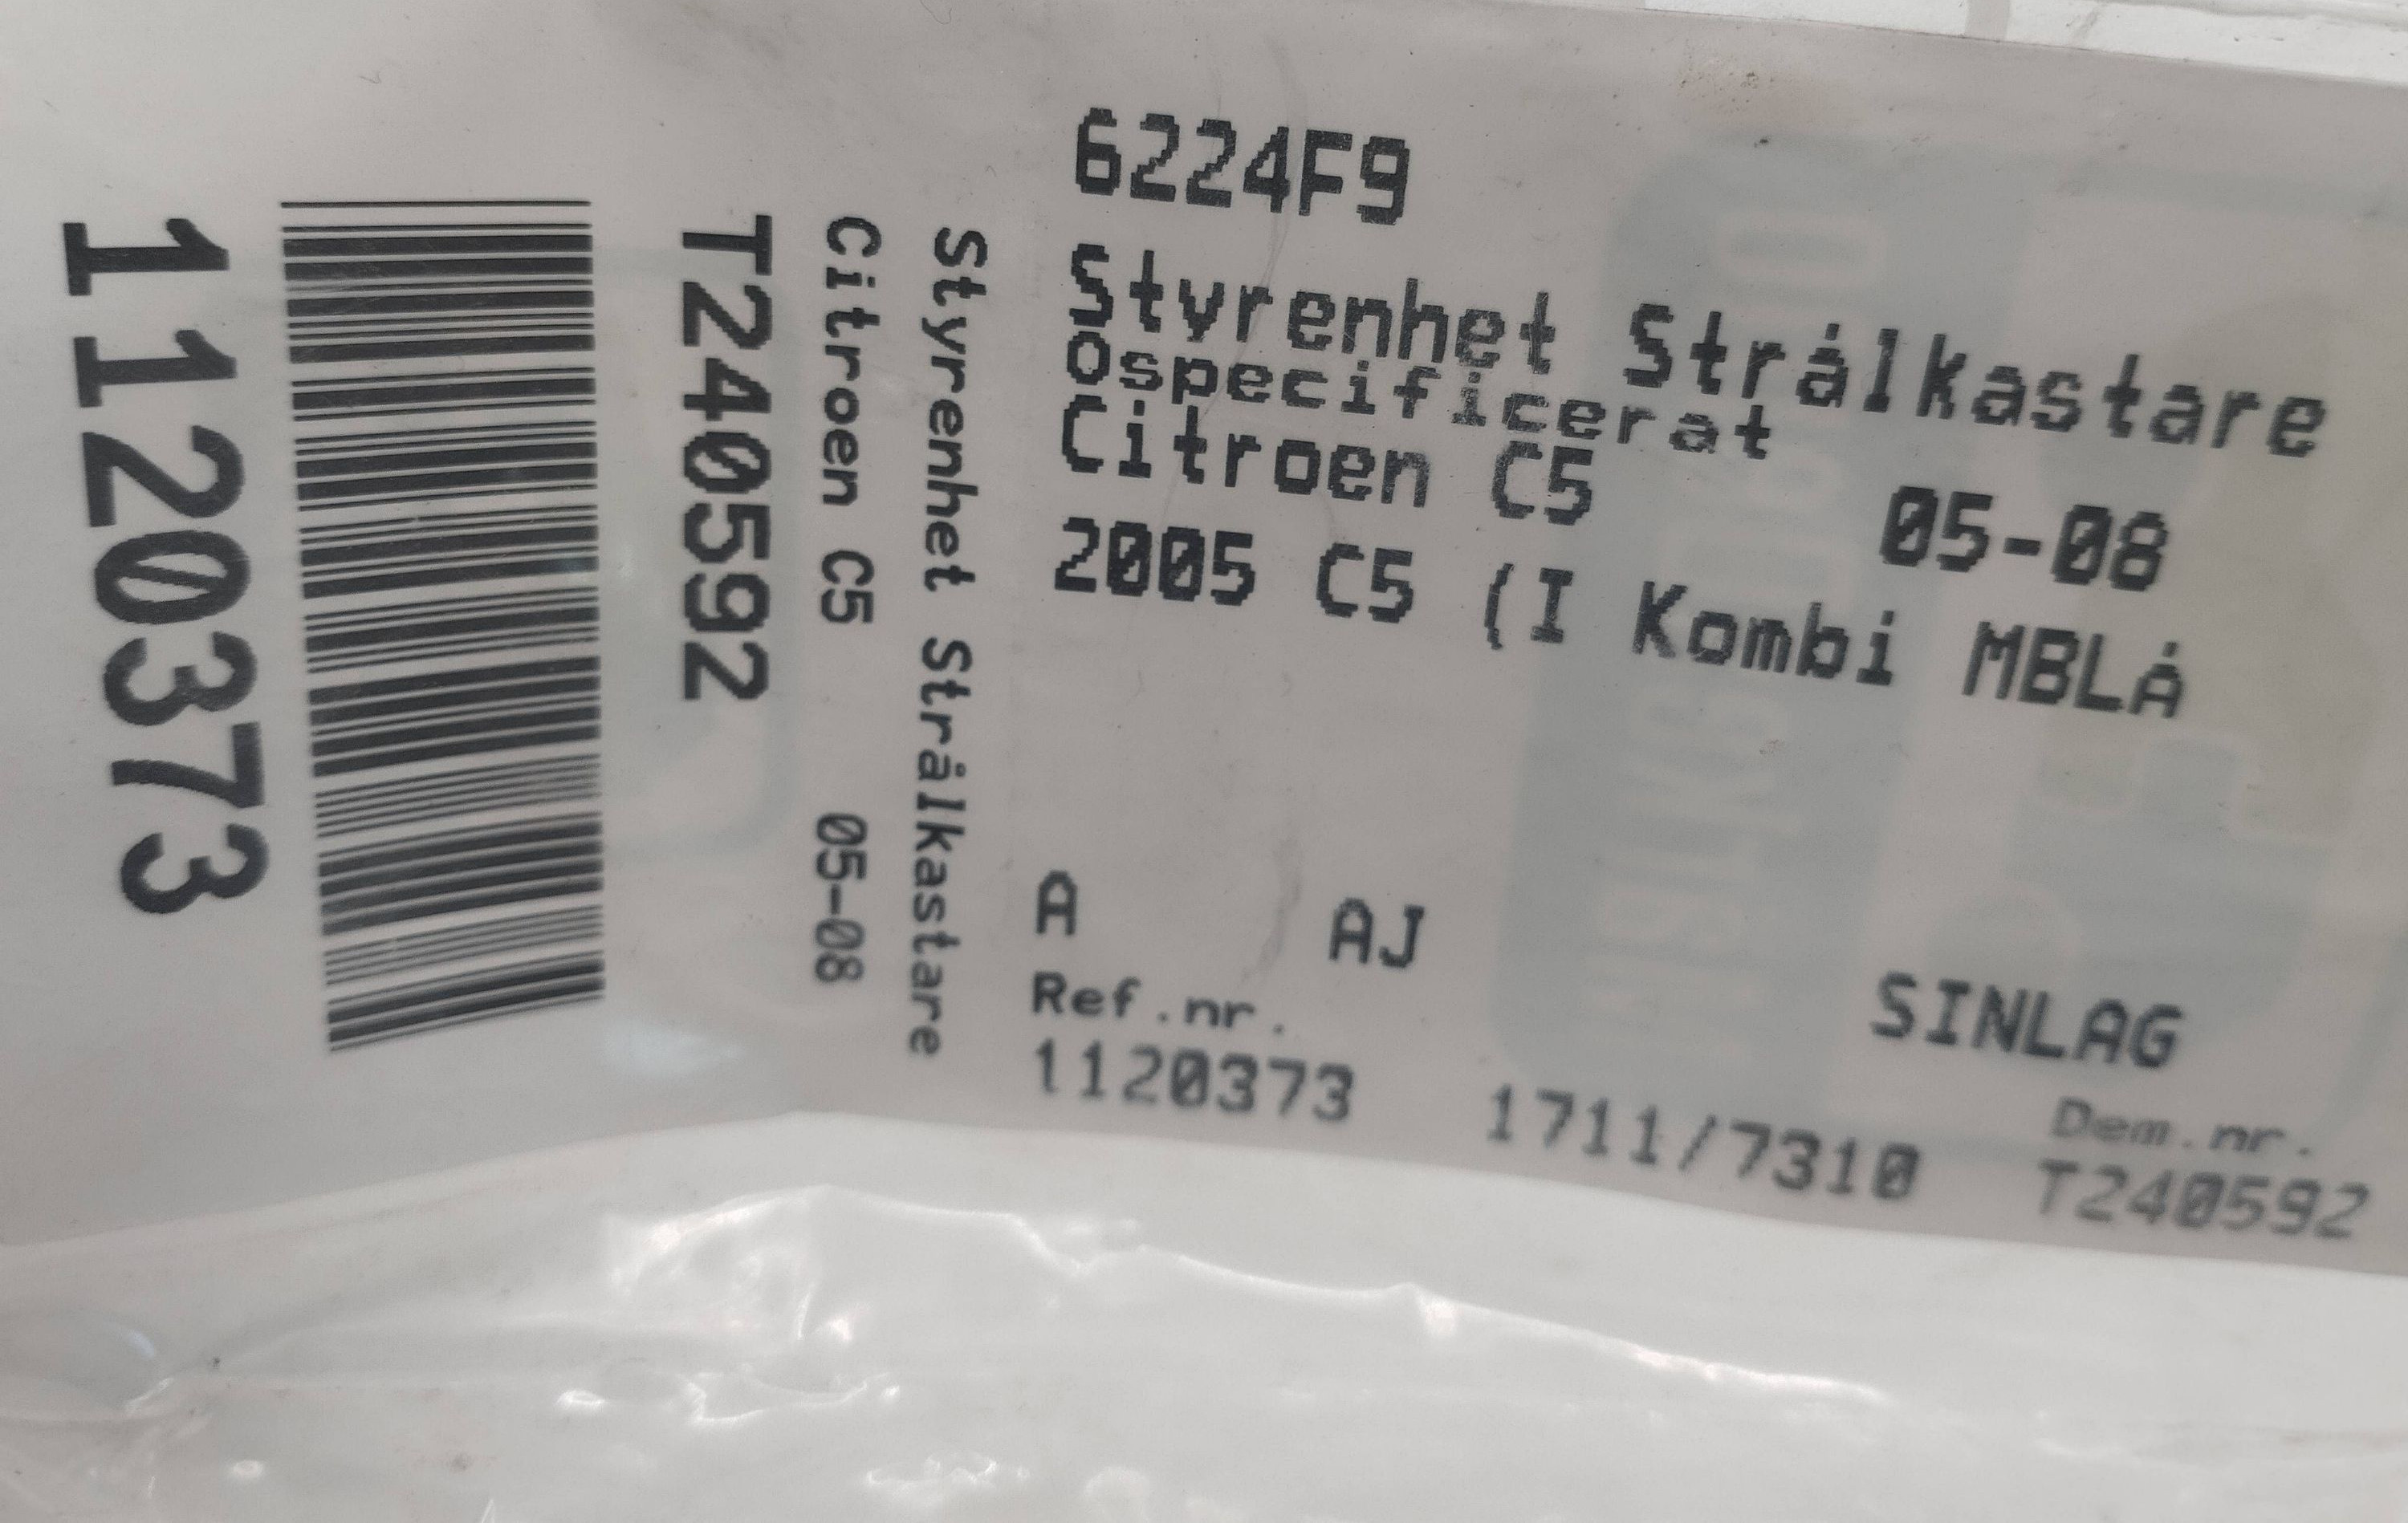 6224F9
Styrenhet Strålkastare
Ospecificerat
Citroen C5 05-08
2005 C5 (I Kombi MBLÅ
A AJ SINLAG
Ref.nr. Dem.nr.
1120373 1711/7310 T240592
Styrenhet Strålkastare
Citroen C5 05-08
T240592
1120373